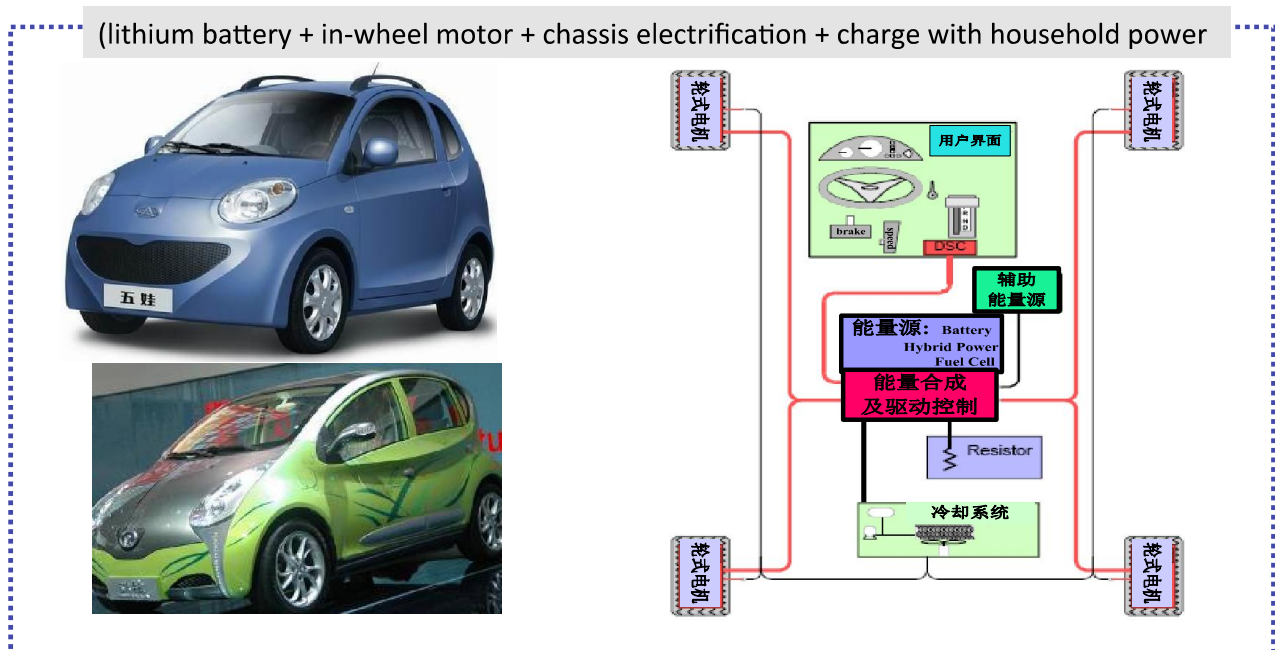 (lithium battery + in-wheel motor + chassis electrification + charge with household power
五娃
轮式电机
轮式电机
用户界面
brake
speed
R
N
D
DSC
辅助
能量源
能量源: Battery
Hybrid Power
Fuel Cell
能量合成
及驱动控制
Resistor
冷却系统
轮式电机
轮式电机